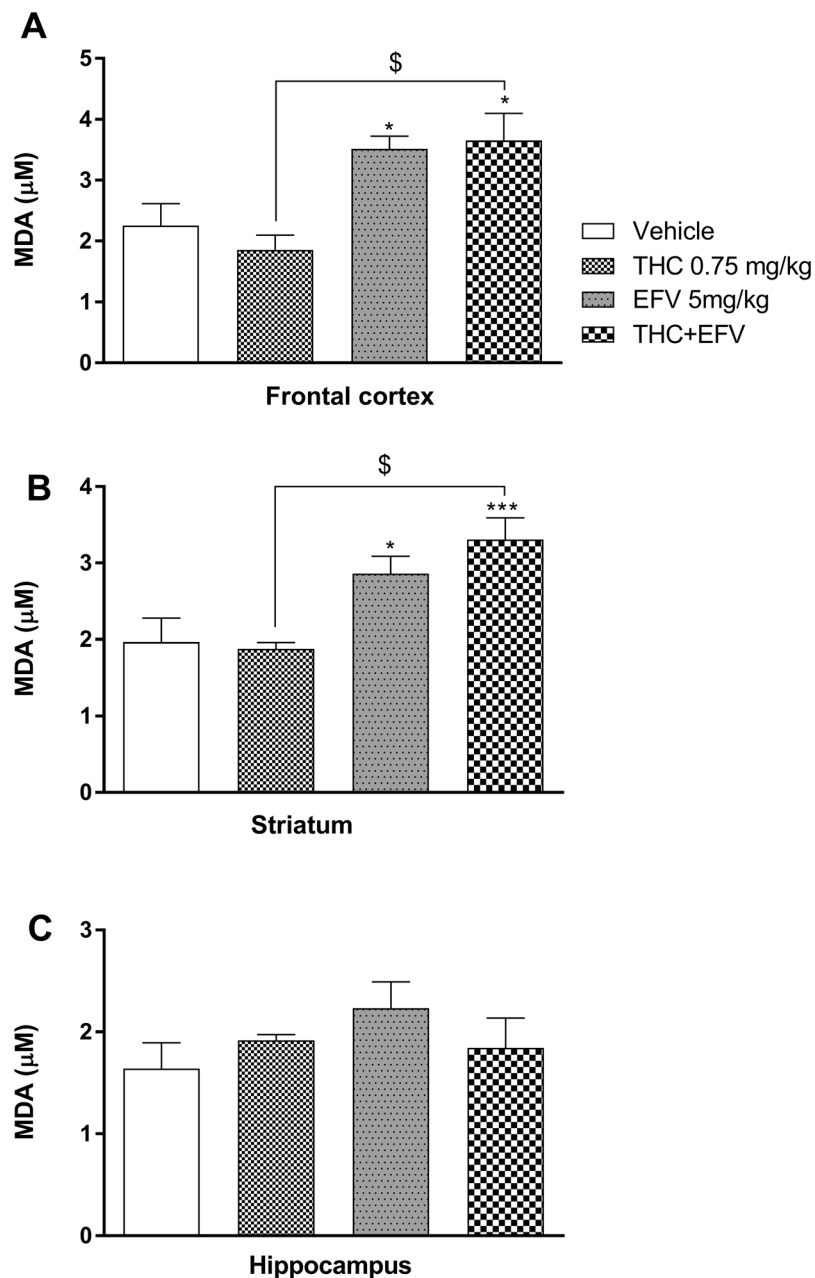 A
$
5
4
3
2
1
0
MDA (μM)
*
*
Frontal cortex
Vehicle
THC 0.75 mg/kg
EFV 5mg/kg
THC+EFV
B
$
4
3
2
1
0
MDA (μM)
*
***
Striatum
C
3
2
1
0
MDA (μM)
Hippocampus